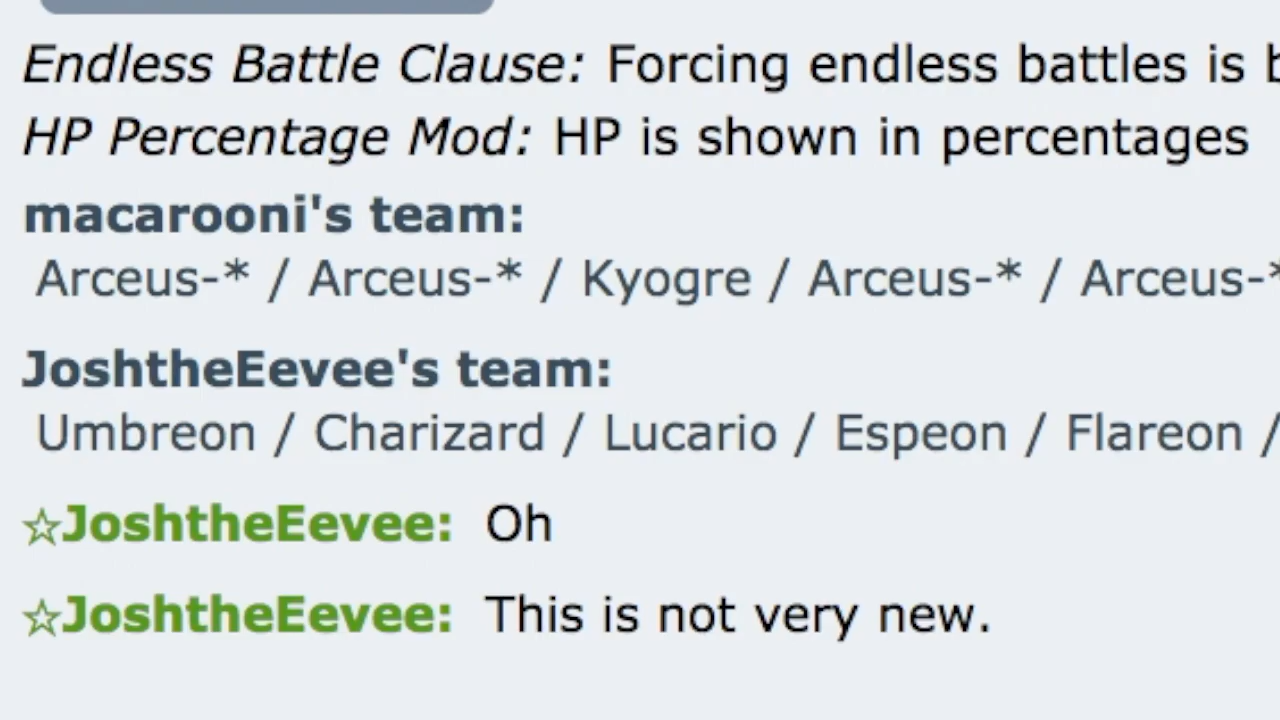 Endless Battle Clause: Forcing endless battles is
HP Percentage Mod: HP is shown in percentages
macarooni's team:
Arceus-* / Arceus-* / Kyogre / Arceus-* / Arceus-*
JoshtheEevee's team:
Umbreon / Charizard / Lucario / Espeon / Flareon /
☆JoshtheEevee: Oh
☆JoshtheEevee: This is not very new.